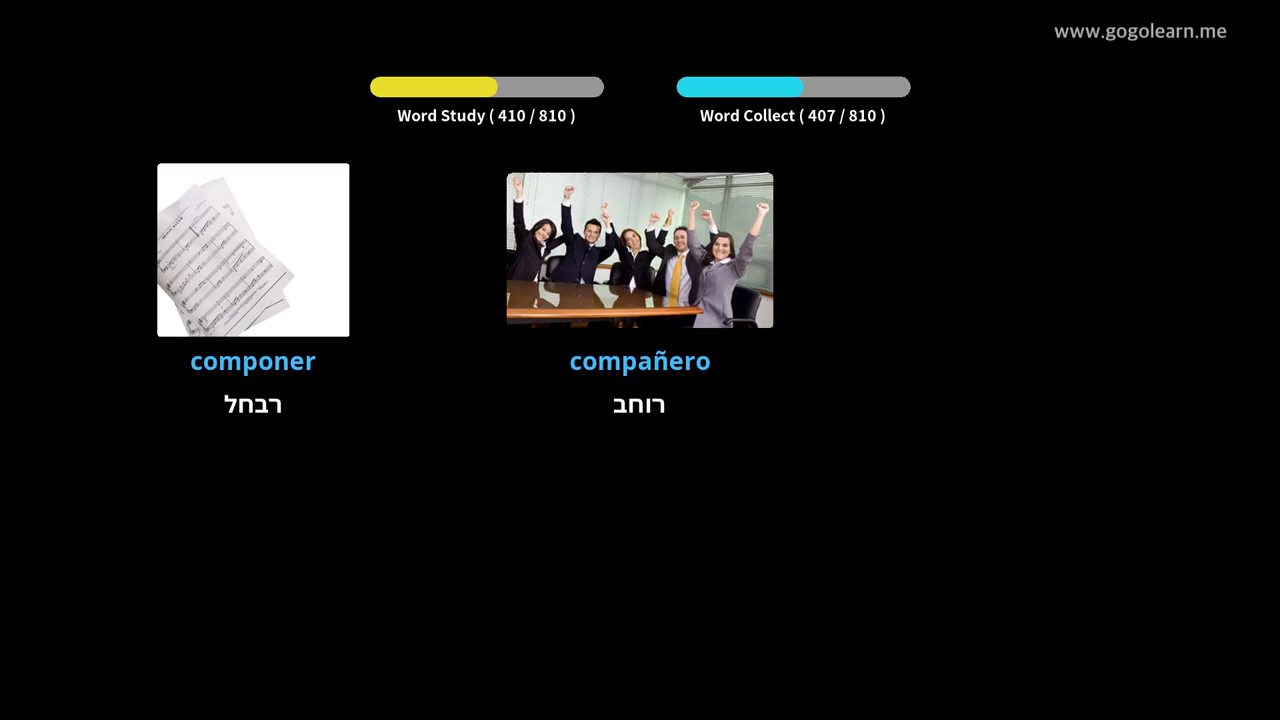 www.gogolearn.me
Word Study ( 410 / 810 )
Word Collect ( 407 / 810 )
componer
רבחל
compañero
רוחב